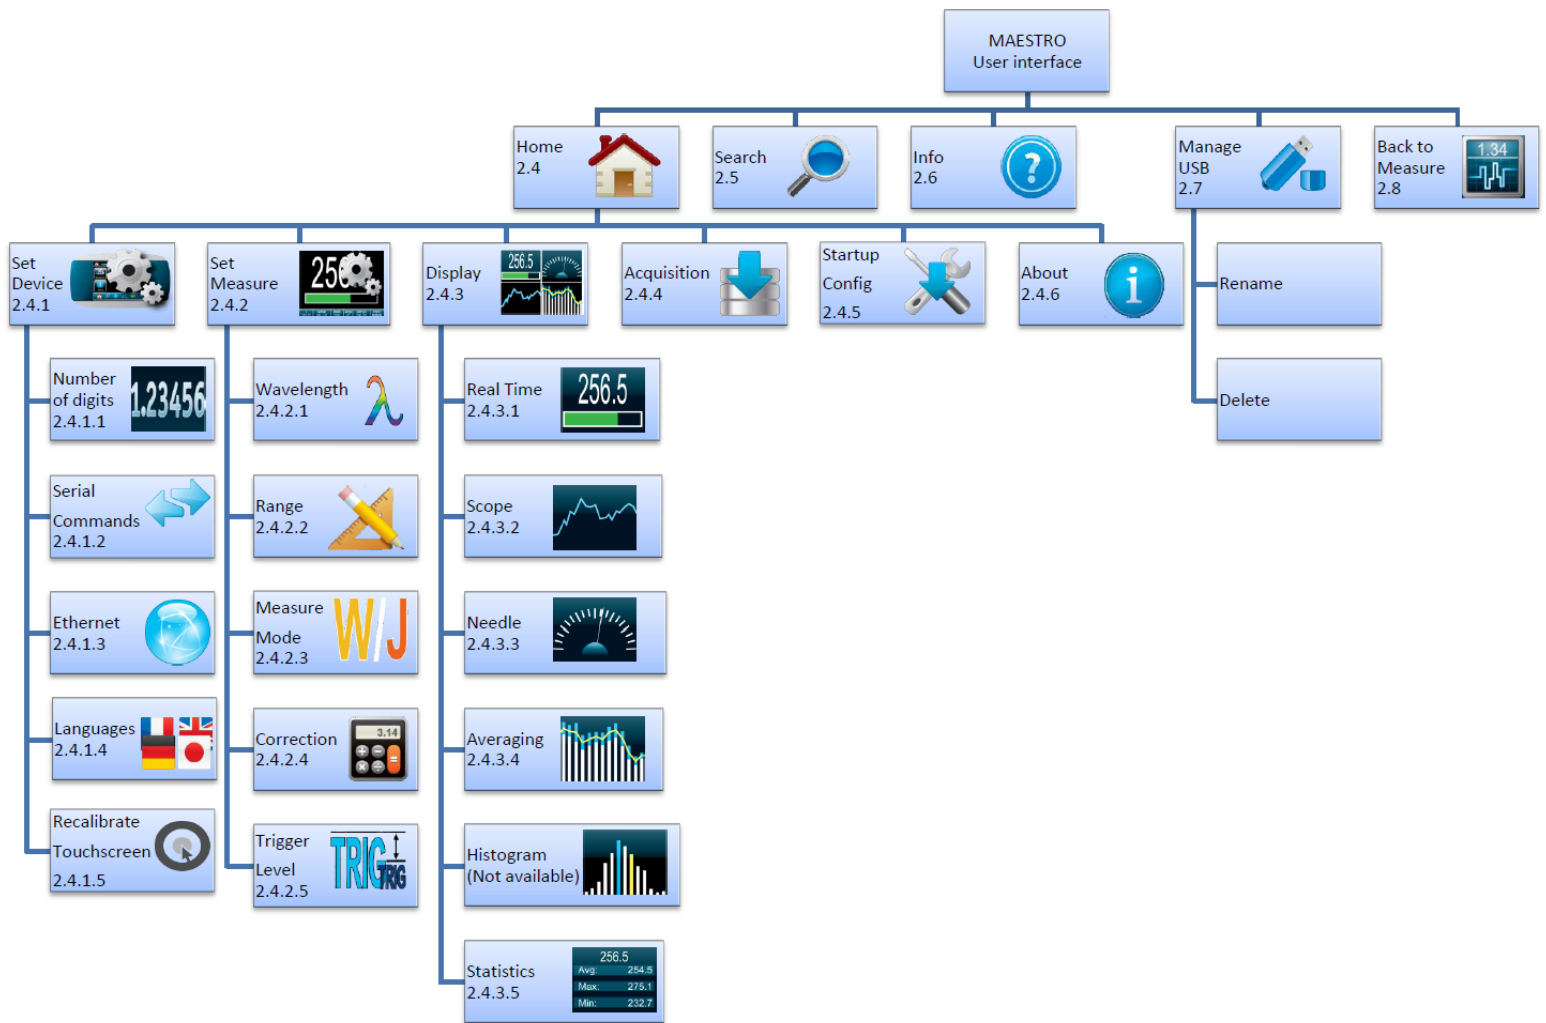 MAESTRO
User interface
Home
2.4
Search
2.5
Info
2.6
?
Manage
USB
2.7
Back to
Measure
2.8
1.34
Set
Device
2.4.1
Set
Measure
2.4.2
256
Display
2.4.3
256.5
Acquisition
2.4.4
Startup
Config
2.4.5
About
2.4.6
i
Rename
Delete
Number
of digits
2.4.1.1
1.23456
Serial
Commands
2.4.1.2
Ethernet
2.4.1.3
Languages
2.4.1.4
Recalibrate
Touchscreen
2.4.1.5
Wavelength
2.4.2.1
λ
Range
2.4.2.2
Measure
Mode
2.4.2.3
W/J
Correction
2.4.2.4
3.14
+ −
× ÷ =
Trigger
Level
2.4.2.5
TRIG
TRIG
Real Time
2.4.3.1
256.5
Scope
2.4.3.2
Needle
2.4.3.3
Averaging
2.4.3.4
Histogram
(Not available)
Statistics
2.4.3.5
256.5
Avg: 254.5
Max: 275.1
Min: 232.7